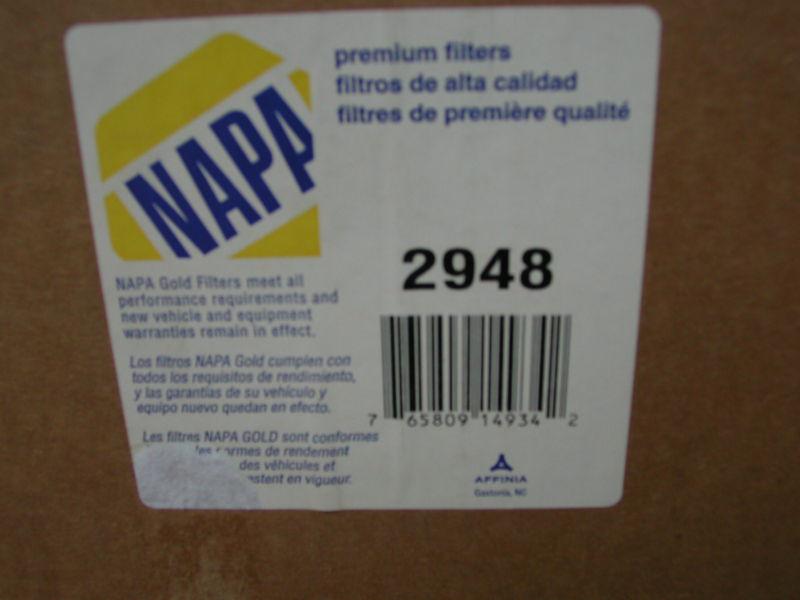 NAPA
premium filters
filtros de alta calidad
filtres de première qualité
2948
NAPA Gold Filters meet all
performance requirements and
new vehicle and equipment
warranties remain in effect.
Los filtros NAPA Gold cumplen con
todos los requisitos de rendimiento,
y las garantías de su vehículo y
equipo nuevo quedan en efecto.
Les filtres NAPA GOLD sont conformes
de rendement
des véhicules et
en vigueur.
7 65809 14934 2
AFFINIA
Gastonia, NC